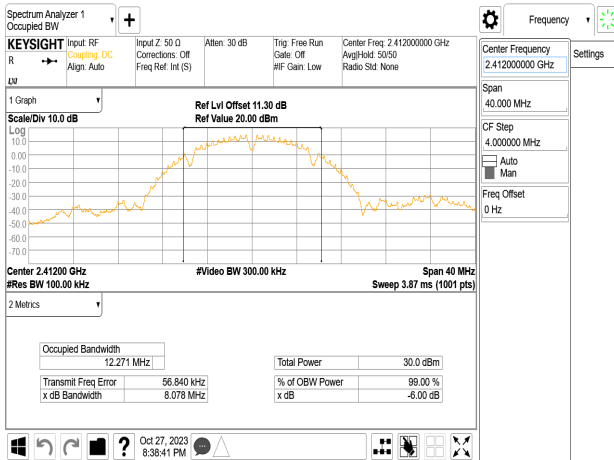 Spectrum Analyzer 1
Occupied BW
Frequency
KEYSIGHT
R
LXI
Input: RF
Coupling: DC
Align: Auto
Input Z: 50 Ω
Corrections: Off
Freq Ref: Int (S)
Atten: 30 dB
Trig: Free Run
Gate: Off
#IF Gain: Low
Center Freq: 2.412000000 GHz
Avg|Hold: 50/50
Radio Std: None
Center Frequency
2.412000000 GHz
Settings
Span
40.000 MHz
CF Step
4.000000 MHz
Auto
Man
Freq Offset
0 Hz
1 Graph
Scale/Div 10.0 dB
Ref Lvl Offset 11.30 dB
Ref Value 20.00 dBm
Log
10.0
0.00
-10.0
-20.0
-30.0
-40.0
-50.0
-60.0
-70.0
Center 2.41200 GHz
#Video BW 300.00 kHz
Span 40 MHz
#Res BW 100.00 kHz
Sweep 3.87 ms (1001 pts)
2 Metrics
Occupied Bandwidth
12.271 MHz
Total Power 30.0 dBm
Transmit Freq Error 56.840 kHz
% of OBW Power 99.00 %
x dB Bandwidth 8.078 MHz
x dB -6.00 dB
?
Oct 27, 2023
8:38:41 PM